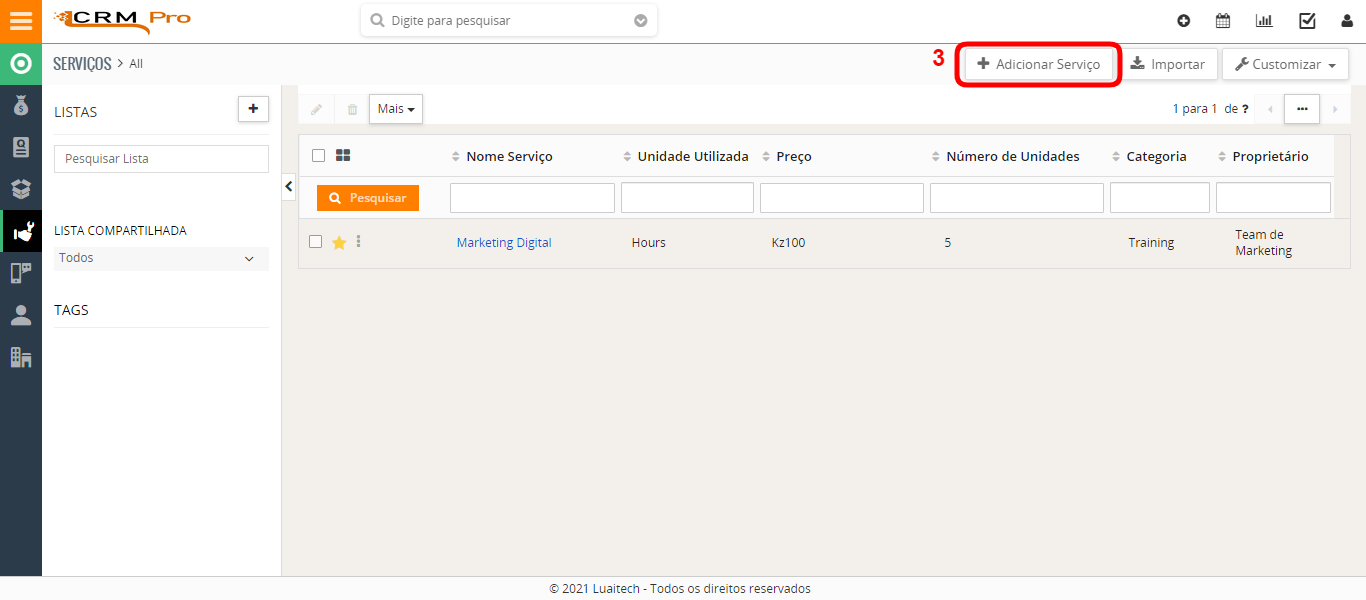 CRM Pro
Digite para pesquisar
SERVIÇOS > All
3
Adicionar Serviço
Importar
Customizar
LISTAS
Pesquisar Lista
LISTA COMPARTILHADA
Todos
TAGS
Mais
1 para 1 de ?
Nome Serviço Unidade Utilizada Preço Número de Unidades Categoria Proprietário
Pesquisar
Marketing Digital Hours Kz100 5 Training Team de
Marketing
© 2021 Luaitech - Todos os direitos reservados